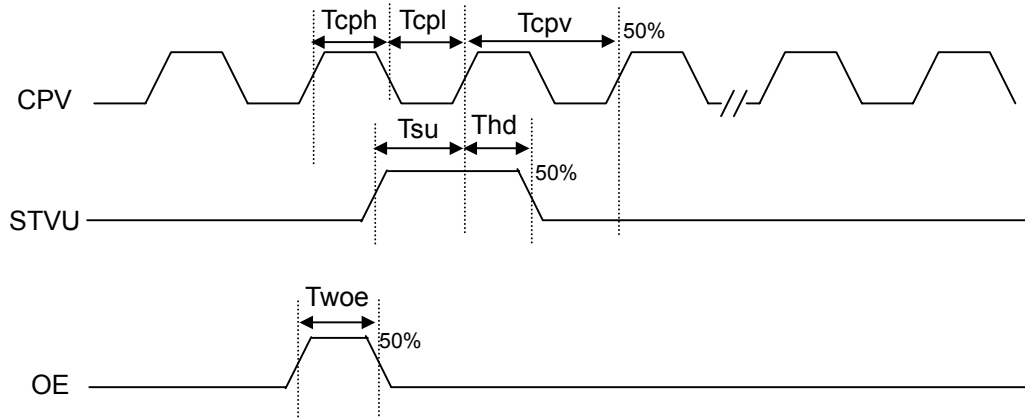 Tcph Tcpl Tcpv 50%
CPV
Tsu Thd
50%
STVU
Twoe
50%
OE